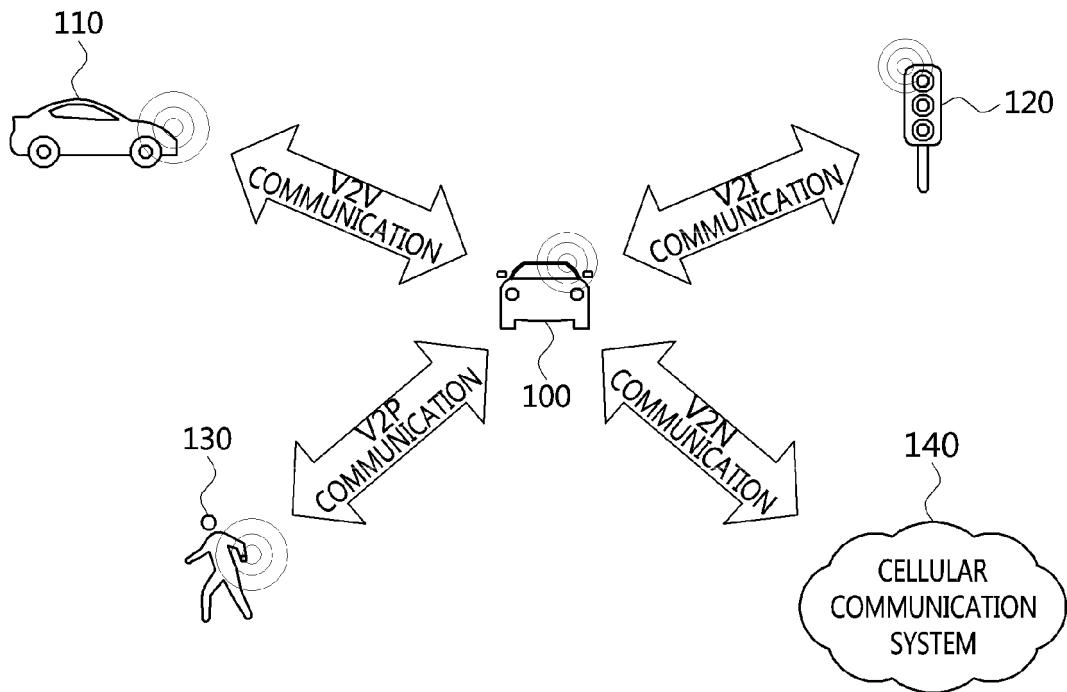 110
120
V2V
COMMUNICATION
V2I
COMMUNICATION
100
V2P
COMMUNICATION
V2N
COMMUNICATION
130
140
CELLULAR
COMMUNICATION
SYSTEM